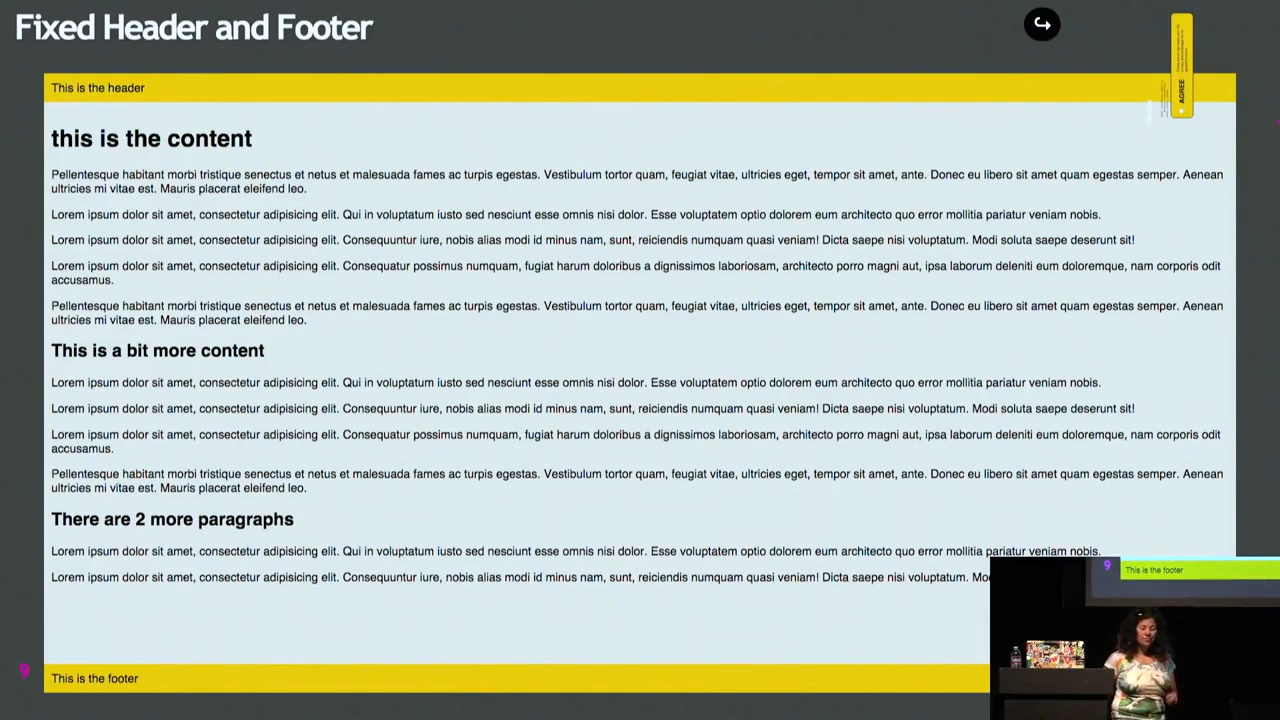 Fixed Header and Footer
AGREE
This is the header
this is the content
Pellentesque habitant morbi tristique senectus et netus et malesuada fames ac turpis egestas. Vestibulum tortor quam, feugiat vitae, ultricies eget, tempor sit amet, ante. Donec eu libero sit amet quam egestas semper. Aenean
ultricies mi vitae est. Mauris placerat eleifend leo.
Lorem ipsum dolor sit amet, consectetur adipisicing elit. Qui in voluptatum iusto sed nesciunt esse omnis nisi dolor. Esse voluptatem optio dolorem eum architecto quo error mollitia pariatur veniam nobis.
Lorem ipsum dolor sit amet, consectetur adipisicing elit. Consequuntur iure, nobis alias modi id minus nam, sunt, reiciendis numquam quasi veniam! Dicta saepe nisi voluptatum. Modi soluta saepe deserunt sit!
Lorem ipsum dolor sit amet, consectetur adipisicing elit. Consequatur possimus numquam, fugiat harum doloribus a dignissimos laboriosam, architecto porro magni aut, ipsa laborum deleniti eum doloremque, nam corporis odit
accusamus.
Pellentesque habitant morbi tristique senectus et netus et malesuada fames ac turpis egestas. Vestibulum tortor quam, feugiat vitae, ultricies eget, tempor sit amet, ante. Donec eu libero sit amet quam egestas semper. Aenean
ultricies mi vitae est. Mauris placerat eleifend leo.
This is a bit more content
Lorem ipsum dolor sit amet, consectetur adipisicing elit. Qui in voluptatum iusto sed nesciunt esse omnis nisi dolor. Esse voluptatem optio dolorem eum architecto quo error mollitia pariatur veniam nobis.
Lorem ipsum dolor sit amet, consectetur adipisicing elit. Consequuntur iure, nobis alias modi id minus nam, sunt, reiciendis numquam quasi veniam! Dicta saepe nisi voluptatum. Modi soluta saepe deserunt sit!
Lorem ipsum dolor sit amet, consectetur adipisicing elit. Consequatur possimus numquam, fugiat harum doloribus a dignissimos laboriosam, architecto porro magni aut, ipsa laborum deleniti eum doloremque, nam corporis odit
accusamus.
Pellentesque habitant morbi tristique senectus et netus et malesuada fames ac turpis egestas. Vestibulum tortor quam, feugiat vitae, ultricies eget, tempor sit amet, ante. Donec eu libero sit amet quam egestas semper. Aenean
ultricies mi vitae est. Mauris placerat eleifend leo.
There are 2 more paragraphs
Lorem ipsum dolor sit amet, consectetur adipisicing elit. Qui in voluptatum iusto sed nesciunt esse omnis nisi dolor. Esse voluptatem optio dolorem eum architecto quo error mollitia pariatur veniam nobis.
Lorem ipsum dolor sit amet, consectetur adipisicing elit. Consequuntur iure, nobis alias modi id minus nam, sunt, reiciendis numquam quasi veniam! Dicta saepe nisi voluptatum.
9
This is the footer
9
This is the footer